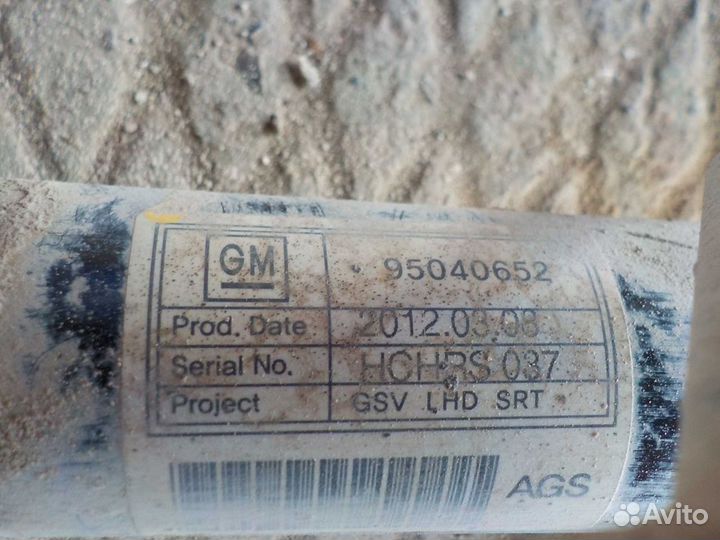 GM 95040652
Prod. Date 2012.03.08
Serial No. HCHRS 037
Project GSV LHD SRT
AGS
Avito